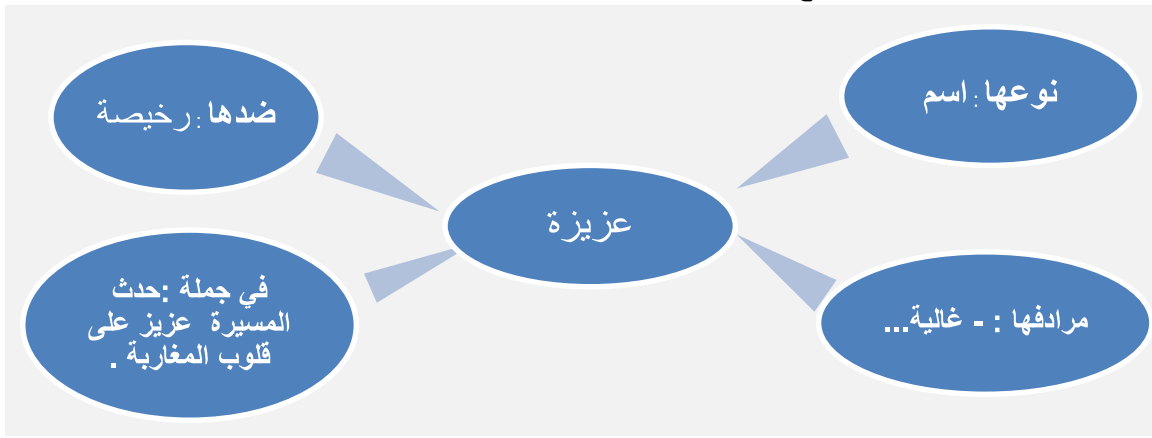 نوعها : اسم
ضدها : رخيصة
عزيزة
مرادفها : - غالية...
في جملة :حدث
المسيرة عزيز على
قلوب المغاربة .